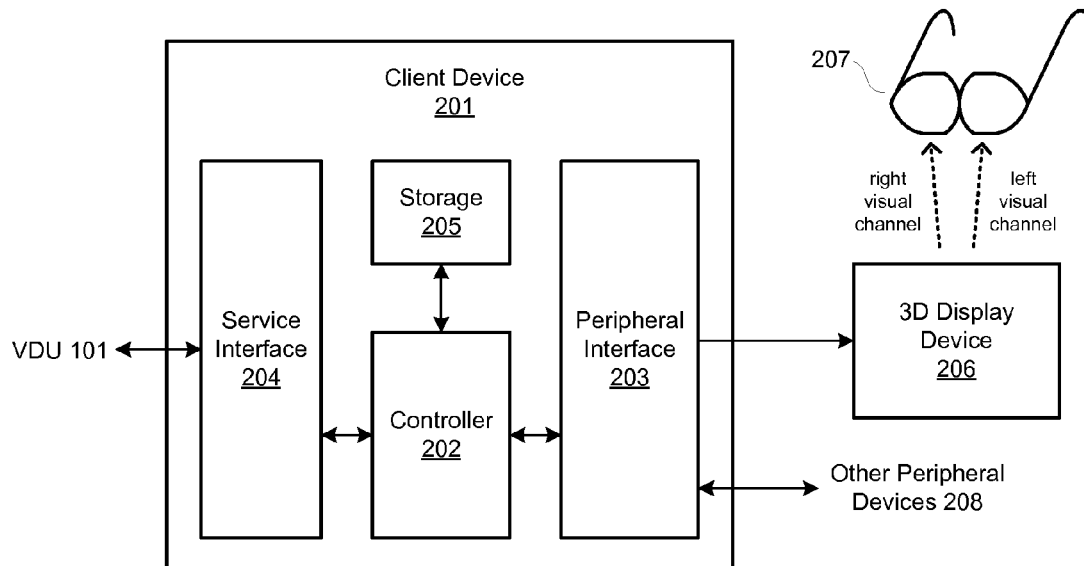 Client Device
201
207
right
visual
channel
left
visual
channel
Storage
205
Service
Interface
204
Peripheral
Interface
203
3D Display
Device
206
VDU 101
Controller
202
Other Peripheral
Devices 208